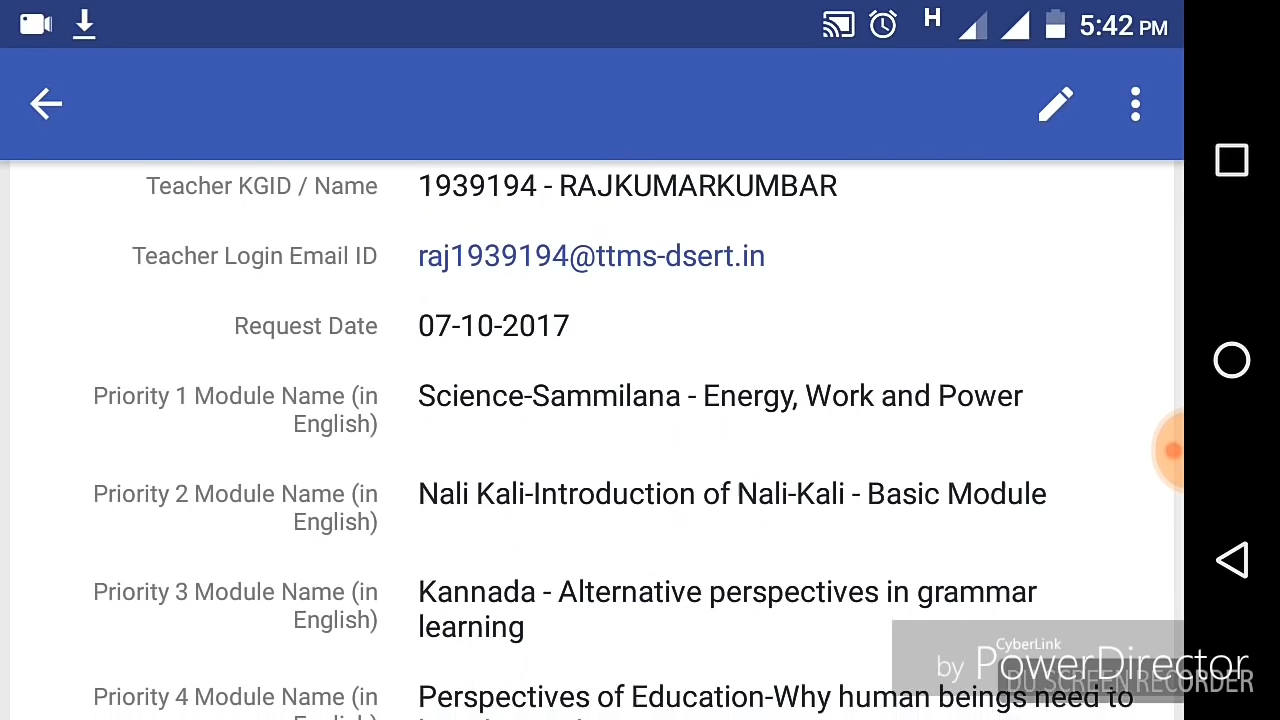 H 5:42 PM
Teacher KGID / Name 1939194 - RAJKUMARKUMBAR
Teacher Login Email ID raj1939194@ttms-dsert.in
Request Date 07-10-2017
Priority 1 Module Name (in English) Science-Sammilana - Energy, Work and Power
Priority 2 Module Name (in English) Nali Kali-Introduction of Nali-Kali - Basic Module
Priority 3 Module Name (in English) Kannada - Alternative perspectives in grammar
learning
Priority 4 Module Name (in Perspectives of Education-Why human beings need to
CyberLink
by PowerDirector
DU SCREEN RECORDER